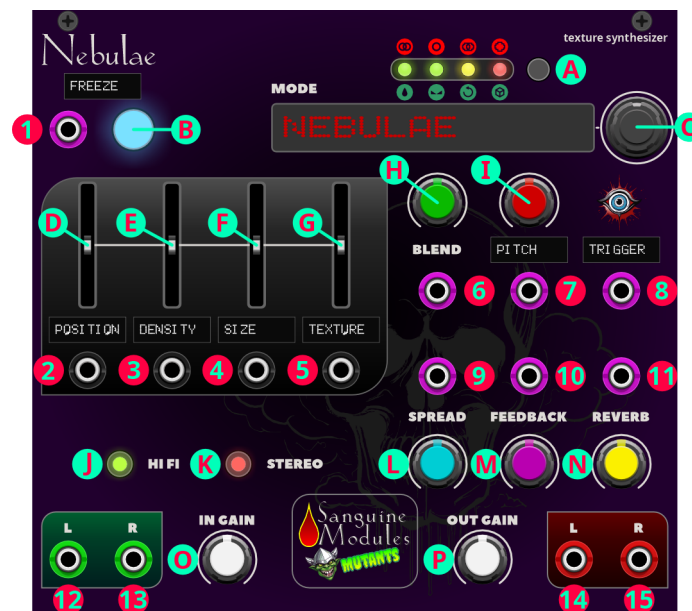 Nebulae
texture synthesizer
FREEZE
A
MODE
1
B
NEBULAE
C
H
I
D
E
F
G
BLEND
PITCH
TRIGGER
6
7
8
POSITION
DENSITY
SIZE
TEXTURE
2
3
4
5
9
10
11
SPREAD
FEEDBACK
REVERB
J
HI FI
K
STEREO
L
M
N
L
R
IN GAIN
Sanguine
Modules
MUTANTS
OUT GAIN
L
R
O
P
12
13
14
15